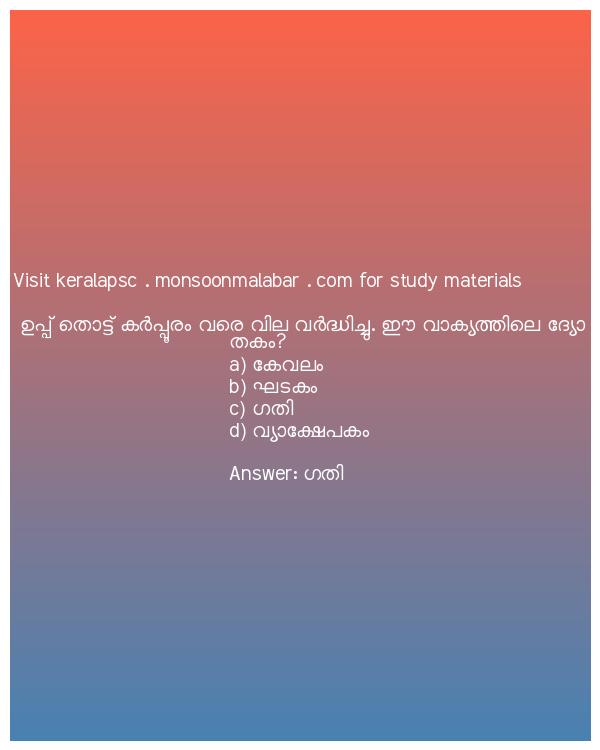 Visit keralapsc . monsoonmalabar . com for study materials
ഉപ്പ് തൊട്ട് കർപ്പൂരം വരെ വില വർദ്ധിച്ചു. ഈ വാക്യത്തിലെ ദ്യോ
തകം?
a) കേവലം
b) ഘടകം
c) ഗതി
d) വ്യാക്ഷേപകം
Answer: ഗതി